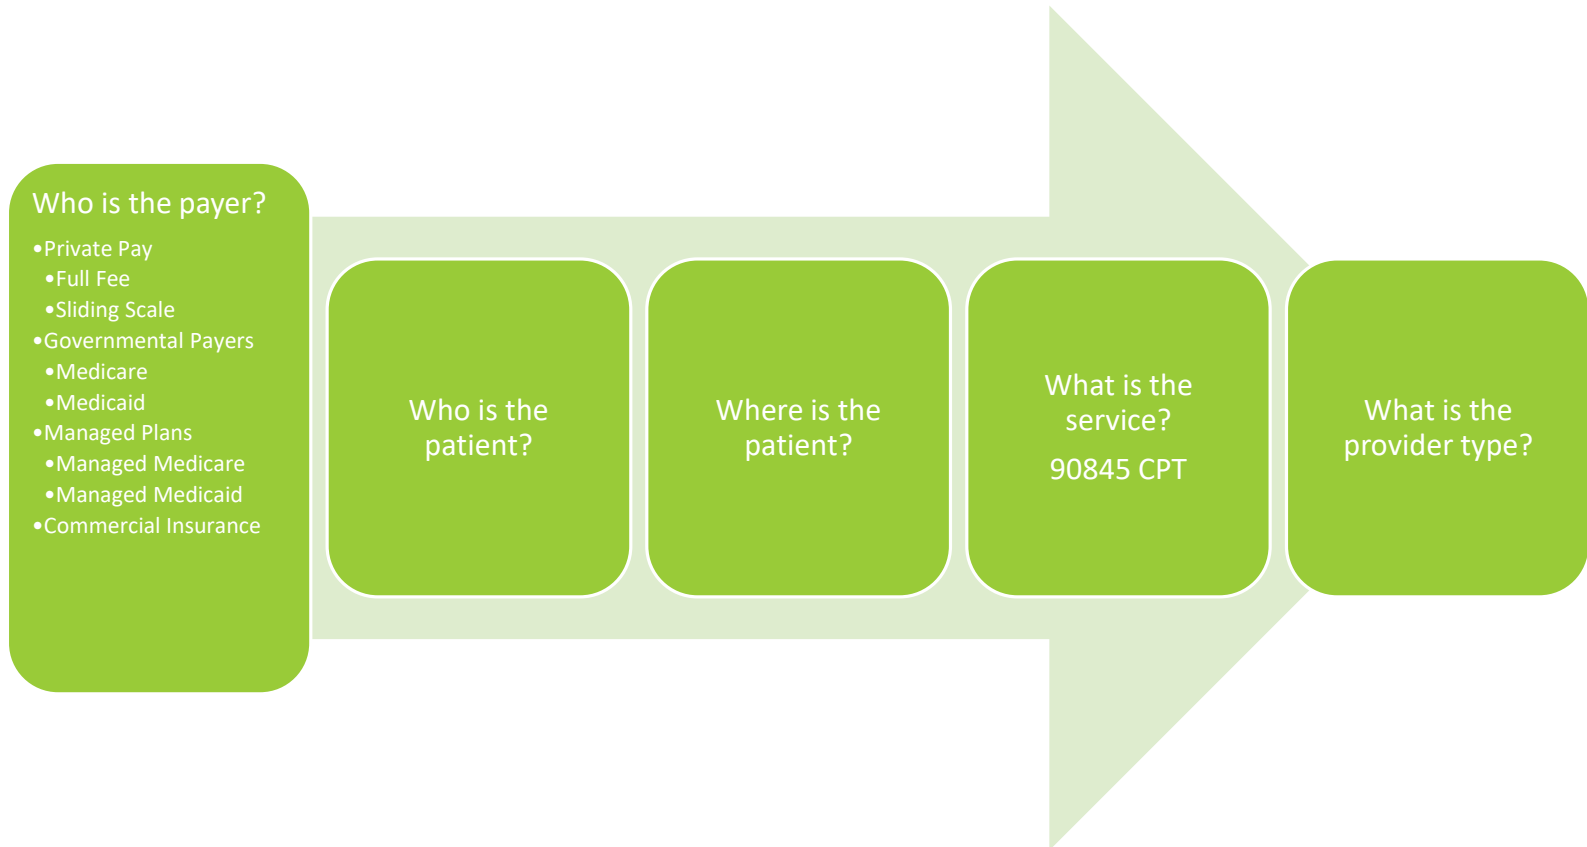 Who is the payer?
•Private Pay
•Full Fee
•Sliding Scale
•Governmental Payers
•Medicare
•Medicaid
•Managed Plans
•Managed Medicare
•Managed Medicaid
•Commercial Insurance
Who is the
patient?
Where is the
patient?
What is the
service?
90845 CPT
What is the
provider type?